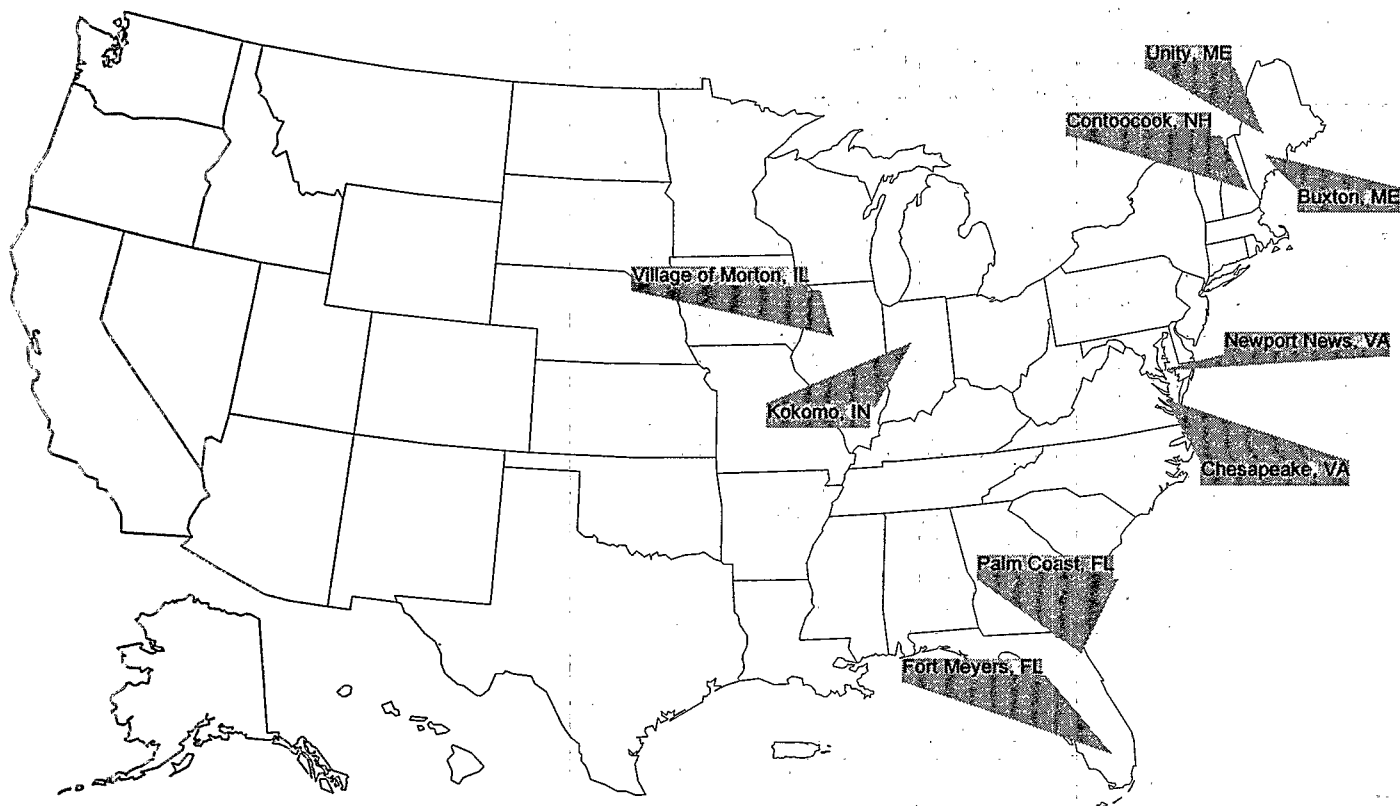 Unity, ME
Contoocook, NH
Buxton, ME
Village of Morton, IL
Newport News, VA
Kokomo, IN
Chesapeake, VA
Palm Coast, FL
Fort Meyers, FL